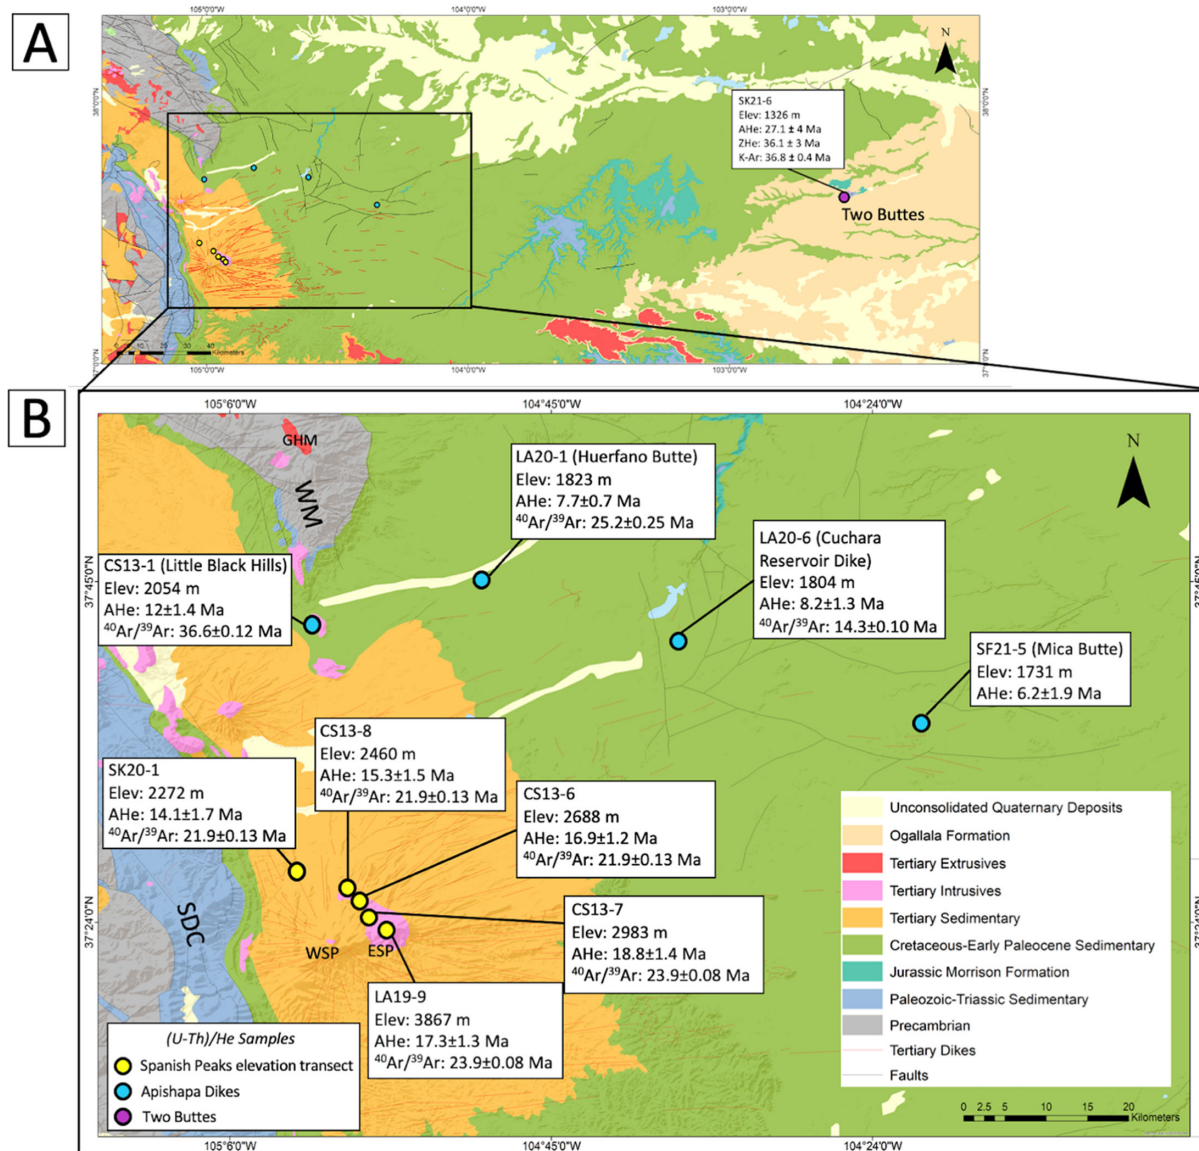 A
N
38°0'0"N
38°0'0"N
SK21-6
Elev: 1326 m
AHe: 27.1 ± 4 Ma
ZHe: 36.1 ± 3 Ma
K-Ar: 36.8 ± 0.4 Ma
Two Buttes
Kilometers
37°0'0"N
105°0'0"W
104°0'0"W
103°0'0"W
105°0'0"W
104°0'0"W
103°0'0"W
B
105°6'0"W
104°45'0"W
104°24'0"W
N
GHM
WM
LA20-1 (Huerfano Butte)
Elev: 1823 m
AHe: 7.7±0.7 Ma
⁴⁰Ar/³⁹Ar: 25.2±0.25 Ma
LA20-6 (Cuchara
Reservoir Dike)
Elev: 1804 m
AHe: 8.2±1.3 Ma
⁴⁰Ar/³⁹Ar: 14.3±0.10 Ma
CS13-1 (Little Black Hills)
Elev: 2054 m
AHe: 12±1.4 Ma
⁴⁰Ar/³⁹Ar: 36.6±0.12 Ma
37°45'0"N
SF21-5 (Mica Butte)
Elev: 1731 m
AHe: 6.2±1.9 Ma
CS13-8
Elev: 2460 m
AHe: 15.3±1.5 Ma
⁴⁰Ar/³⁹Ar: 21.9±0.13 Ma
SK20-1
Elev: 2272 m
AHe: 14.1±1.7 Ma
⁴⁰Ar/³⁹Ar: 21.9±0.13 Ma
CS13-6
Elev: 2688 m
AHe: 16.9±1.2 Ma
⁴⁰Ar/³⁹Ar: 21.9±0.13 Ma
CS13-7
Elev: 2983 m
AHe: 18.8±1.4 Ma
⁴⁰Ar/³⁹Ar: 23.9±0.08 Ma
LA19-9
Elev: 3867 m
AHe: 17.3±1.3 Ma
⁴⁰Ar/³⁹Ar: 23.9±0.08 Ma
37°24'0"N
SDC
WSP
ESP
(U-Th)/He Samples
Spanish Peaks elevation transect
Apishapa Dikes
Two Buttes
Unconsolidated Quaternary Deposits
Ogallala Formation
Tertiary Extrusives
Tertiary Intrusives
Tertiary Sedimentary
Cretaceous-Early Paleocene Sedimentary
Jurassic Morrison Formation
Paleozoic-Triassic Sedimentary
Precambrian
Tertiary Dikes
Faults
0 2.5 5 10 15 20
Kilometers
105°6'0"W
104°45'0"W
104°24'0"W